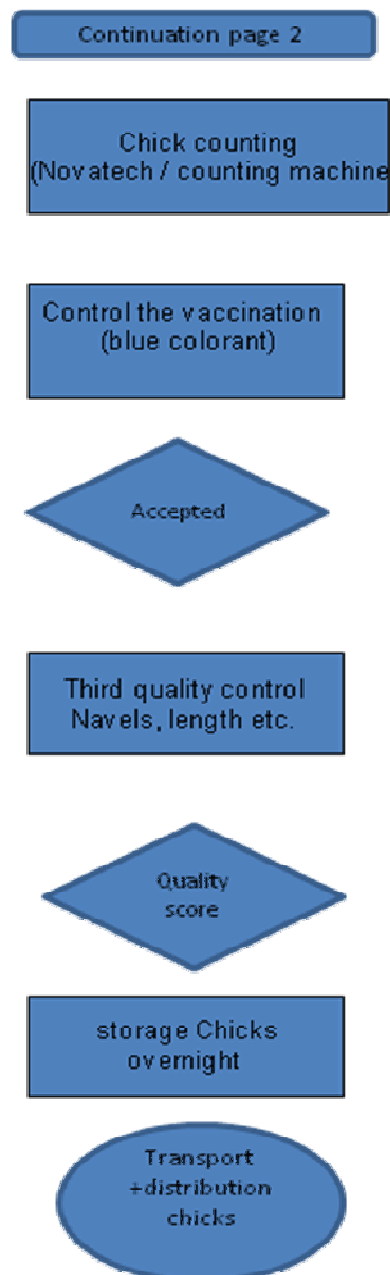 Continuation page 2
Chick counting
(Novatech / counting machine
Control the vaccination
(blue colorant)
Accepted
Third quality control
Navels, length etc.
Quality
score
storage Chicks
overnight
Transport
+distribution
chicks